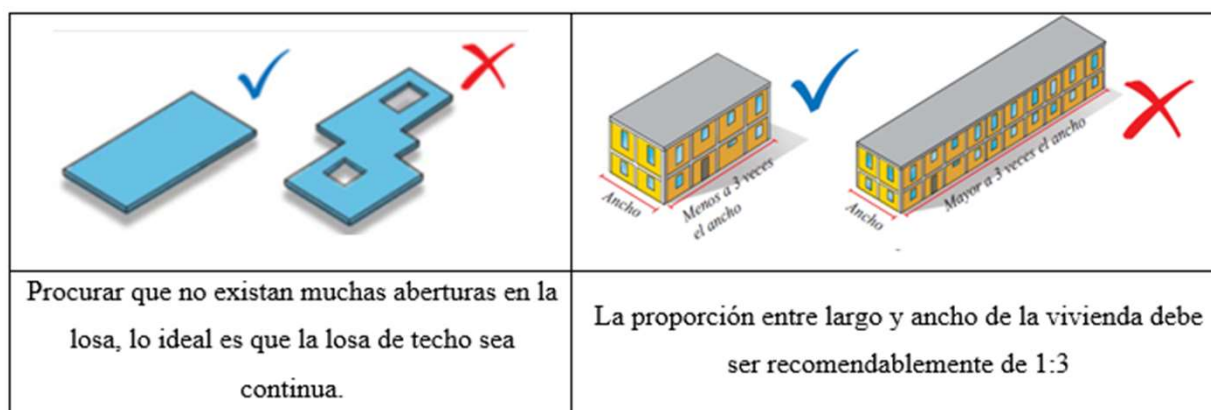 Ancho
Menos a 3 veces
el ancho
Ancho
Mayor a 3 veces el ancho
Procurar que no existan muchas aberturas en la
losa, lo ideal es que la losa de techo sea
continua.
La proporción entre largo y ancho de la vivienda debe
ser recomendablemente de 1:3